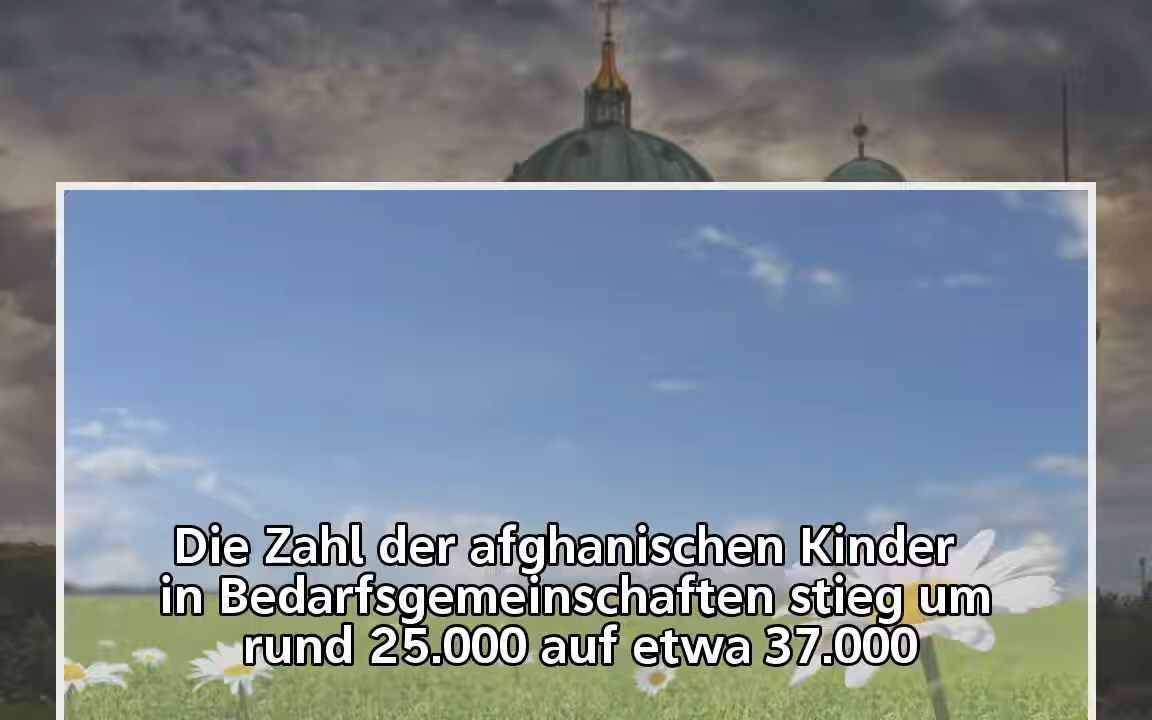 Die Zahl der afghanischen Kinder
in Bedarfsgemeinschaften stieg um
rund 25.000 auf etwa 37.000